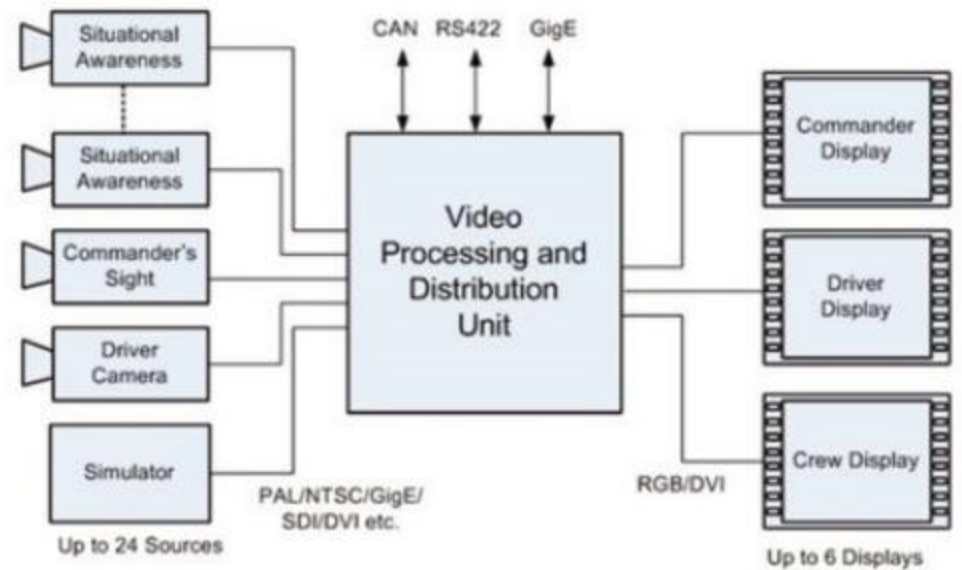 Situational
Awareness
Situational
Awareness
Commander's
Sight
Driver
Camera
Simulator
Up to 24 Sources
PAL/NTSC/GigE/
SDI/DVI etc.
CAN RS422 GigE
Video
Processing and
Distribution
Unit
RGB/DVI
Commander
Display
Driver
Display
Crew Display
Up to 6 Displays